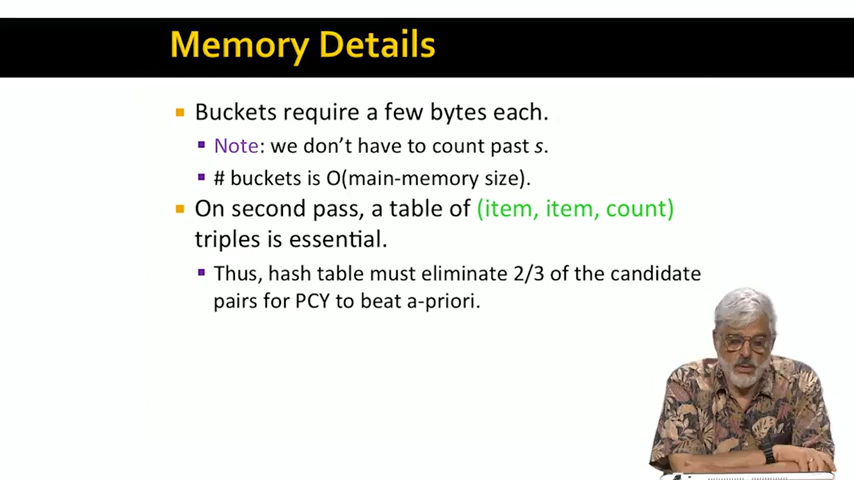 Memory Details
Buckets require a few bytes each.
Note: we don't have to count past s.
# buckets is O(main-memory size).
On second pass, a table of (item, item, count)
triples is essential.
Thus, hash table must eliminate 2/3 of the candidate
pairs for PCY to beat a-priori.